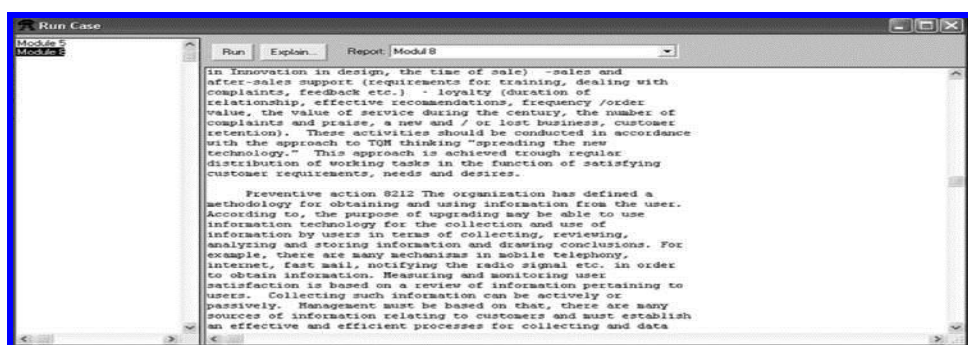 Run Case
Module 5
Module 8
Run Explain... Report: Modul 8
in Innovation in design, the time of sale) -sales and
after-sales support (requirements for training, dealing with
complaints, feedback etc.) - loyalty (duration of
relationship, effective recommendations, frequency /order
value, the value of service during the century, the number of
complaints and praise, a new and / or lost business, customer
retention). These activities should be conducted in accordance
with the approach to TQM thinking "spreading the new
technology." This approach is achieved trough regular
distribution of working tasks in the function of satisfying
customer requirements, needs and desires.
Preventive action 8212 The organization has defined a
methodology for obtaining and using information from the user.
According to, the purpose of upgrading may be able to use
information technology for the collection and use of
information by users in terms of collecting, reviewing,
analyzing and storing information and drawing conclusions. For
example, there are many mechanisms in mobile telephony,
internet, fast mail, notifying the radio signal etc. in order
to obtain information. Measuring and monitoring user
satisfaction is based on a review of information pertaining to
users. Collecting such information can be actively or
passively. Management must be based on that, there are many
sources of information relating to customers and must establish
an effective and efficient processes for collecting and data